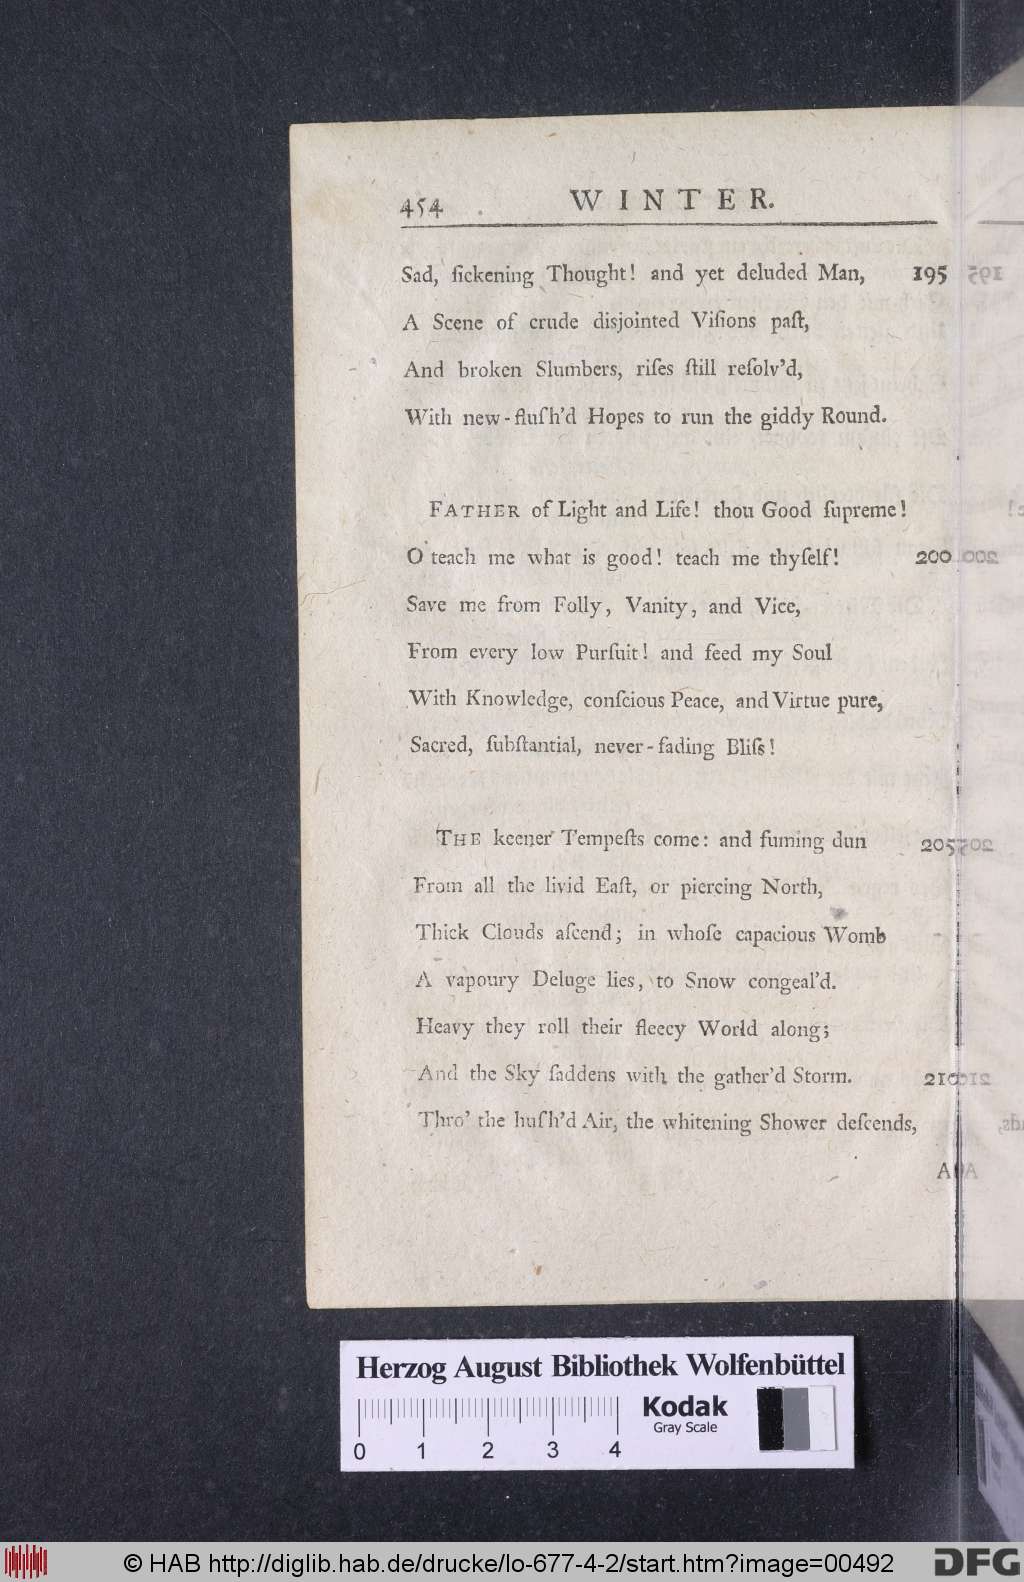 454 WINTER.
Sad, ſickening Thought! and yet deluded Man, 195
A Scene of crude disjointed Viſions paſt,
And broken Slumbers, riſes ſtill reſolv'd,
With new-fluſh'd Hopes to run the giddy Round.
FATHER of Light and Life! thou Good ſupreme!
O teach me what is good! teach me thyſelf! 200
Save me from Folly, Vanity, and Vice,
From every low Purſuit! and feed my Soul
With Knowledge, conſcious Peace, and Virtue pure,
Sacred, ſubſtantial, never-fading Bliſs!
THE keener Tempeſts come: and fuming dun 205
From all the livid Eaſt, or piercing North,
Thick Clouds aſcend; in whoſe capacious Womb
A vapoury Deluge lies, to Snow congeal'd.
Heavy they roll their fleecy World along;
And the Sky ſaddens with the gather'd Storm. 210
Thro' the huſh'd Air, the whitening Shower deſcends,
Herzog August Bibliothek Wolfenbüttel
0 1 2 3 4
Kodak
Gray Scale
© HAB http://diglib.hab.de/drucke/lo-677-4-2/start.htm?image=00492
DFG